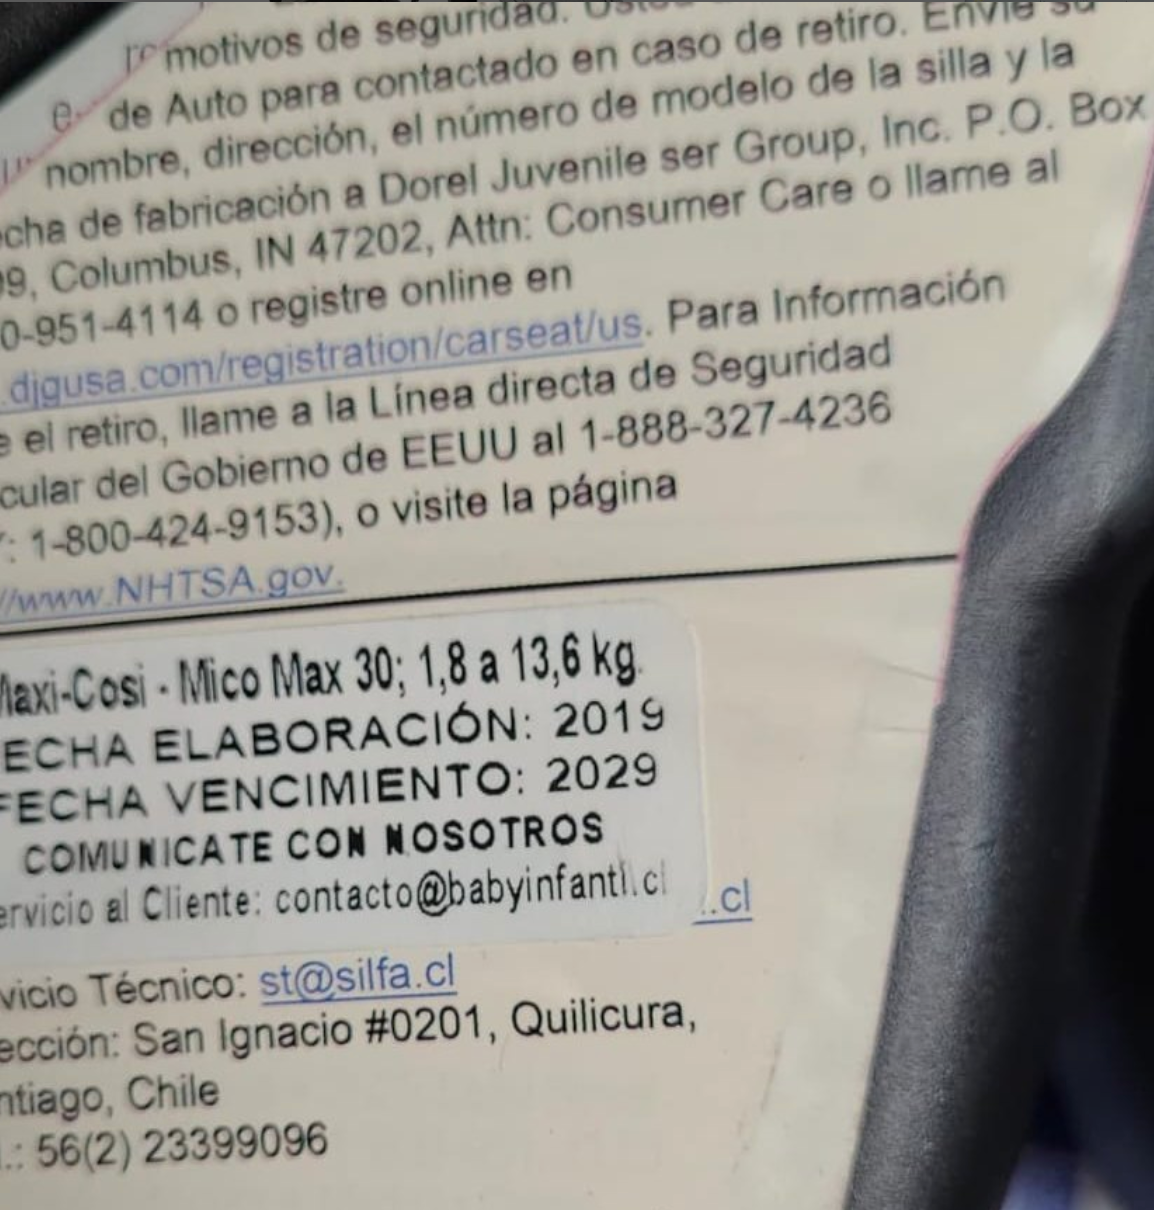 motivos de seguridad.
de Auto para contactado en caso de retiro. Envíe su
nombre, dirección, el número de modelo de la silla y la
cha de fabricación a Dorel Juvenile ser Group, Inc. P.O. Box
99, Columbus, IN 47202, Attn: Consumer Care o llame al
0-951-4114 o registre online en
.djgusa.com/registration/carseat/us. Para Información
e el retiro, llame a la Línea directa de Seguridad
cular del Gobierno de EEUU al 1-888-327-4236
: 1-800-424-9153), o visite la página
//www.NHTSA.gov.
Maxi-Cosi - Mico Max 30; 1,8 a 13,6 kg.
FECHA ELABORACIÓN: 2019
FECHA VENCIMIENTO: 2029
COMUNICATE CON NOSOTROS
ervicio al Cliente: contacto@babyinfanti.cl
..cl
vicio Técnico: st@silfa.cl
ección: San Ignacio #0201, Quilicura,
ntiago, Chile
.: 56(2) 23399096